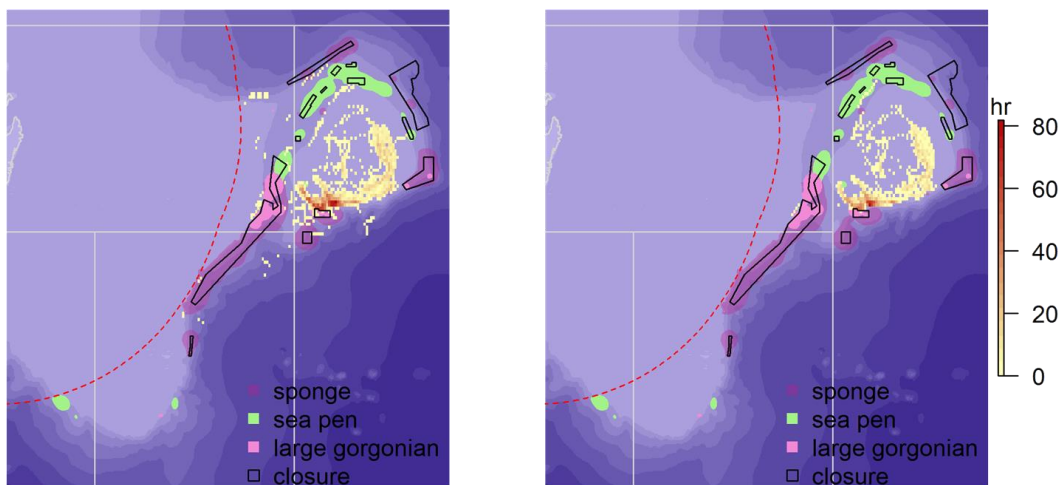 hr
80
60
40
20
0
sponge
sea pen
large gorgonian
closure
sponge
sea pen
large gorgonian
closure